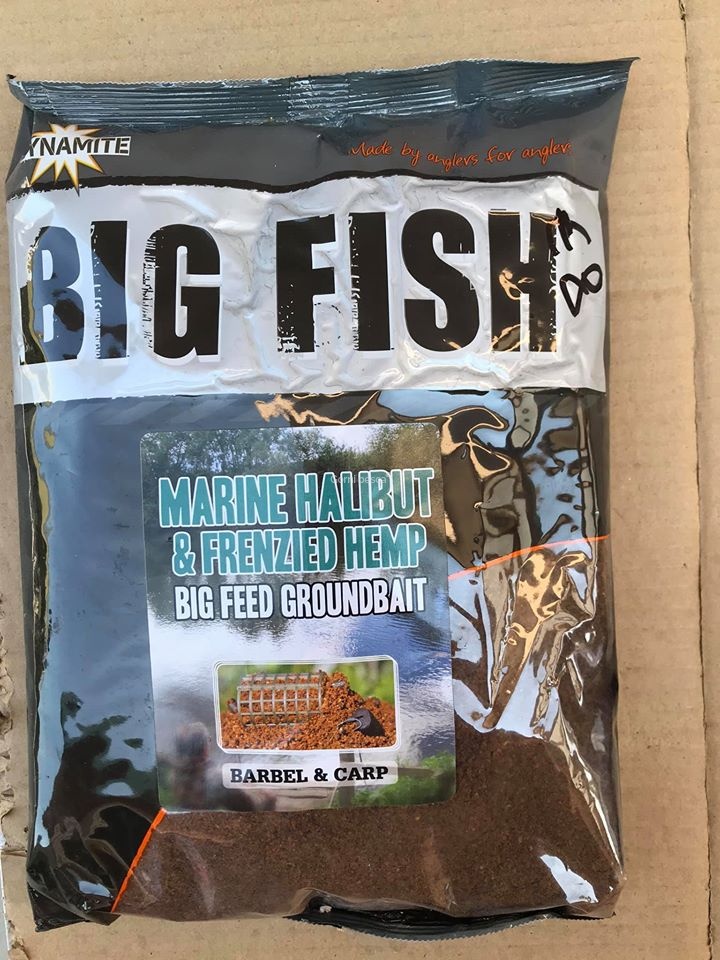 DYNAMITE
Made by anglers for anglers
BIG FISH
MARINE HALIBUT
& FRENZIED HEMP
BIG FEED GROUNDBAIT
BARBEL & CARP